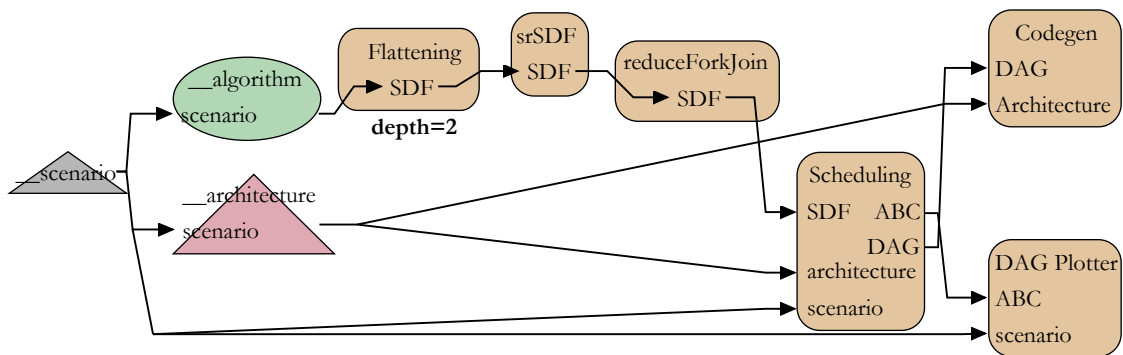 __scenario
__algorithm
scenario
__architecture
scenario
Flattening
SDF
depth=2
srSDF
SDF
reduceForkJoin
SDF
Scheduling
SDF ABC
DAG
architecture
scenario
Codegen
DAG
Architecture
DAG Plotter
ABC
scenario